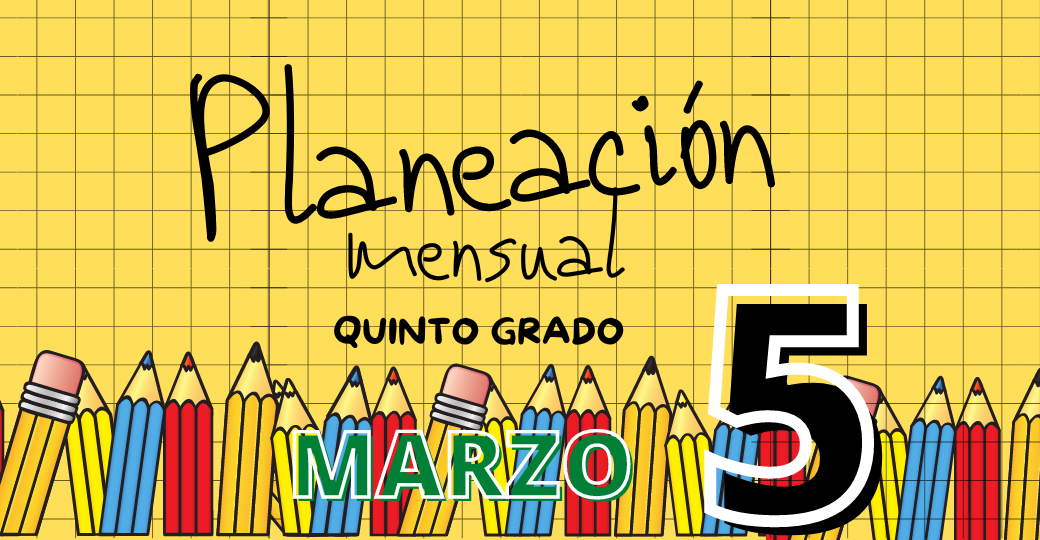 Planeación
mensual
QUINTO GRADO
MARZO
5